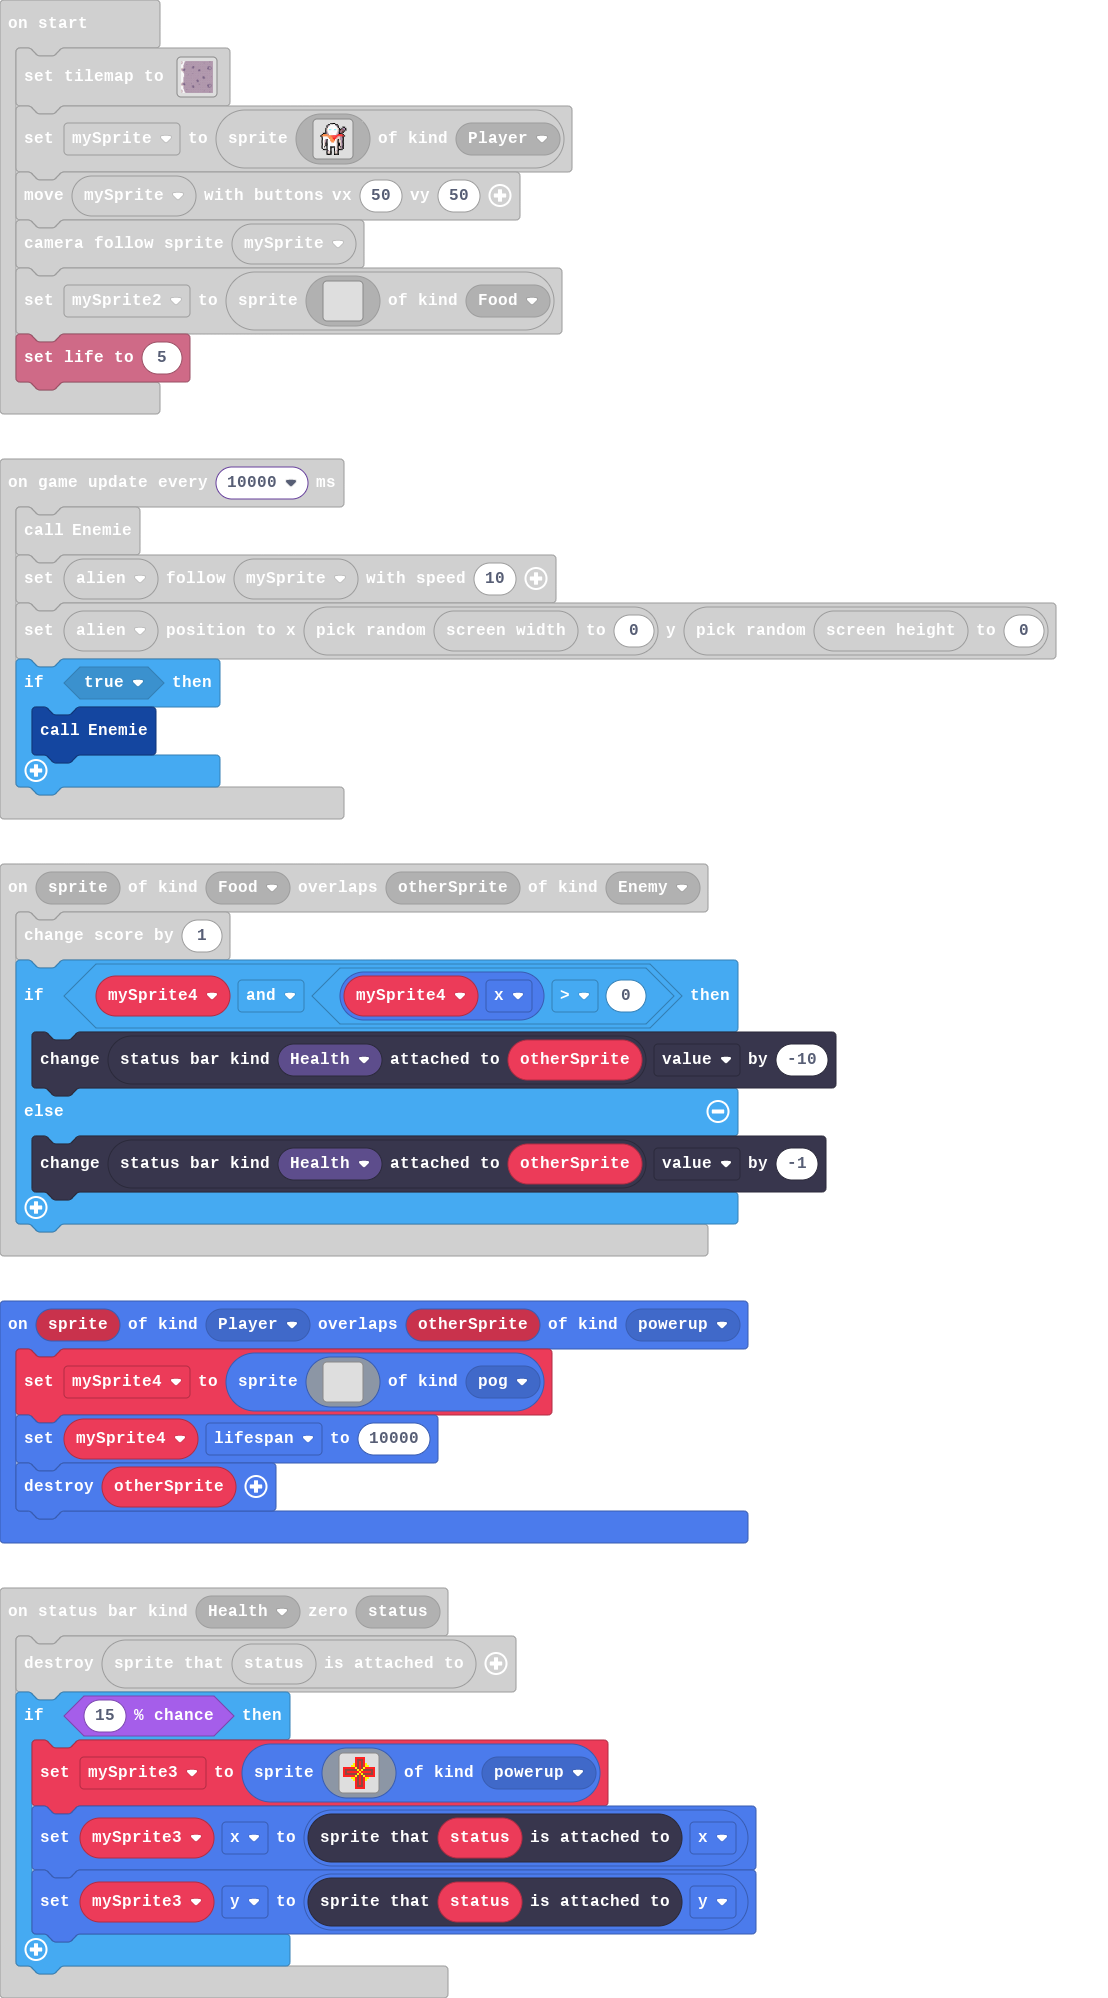 on start
set tilemap to
set mySprite to sprite of kind Player
move mySprite with buttons vx 50 vy 50
camera follow sprite mySprite
set mySprite2 to sprite of kind Food
set life to 5
on game update every 10000 ms
call Enemie
set alien follow mySprite with speed 10
set alien position to x pick random screen width to 0 y pick random screen height to 0
if true then
call Enemie
on sprite of kind Food overlaps otherSprite of kind Enemy
change score by 1
if mySprite4 and mySprite4 x > 0 then
change status bar kind Health attached to otherSprite value by -10
else
change status bar kind Health attached to otherSprite value by -1
on sprite of kind Player overlaps otherSprite of kind powerup
set mySprite4 to sprite of kind pog
set mySprite4 lifespan to 10000
destroy otherSprite
on status bar kind Health zero status
destroy sprite that status is attached to
if 15 % chance then
set mySprite3 to sprite of kind powerup
set mySprite3 x to sprite that status is attached to x
set mySprite3 y to sprite that status is attached to y